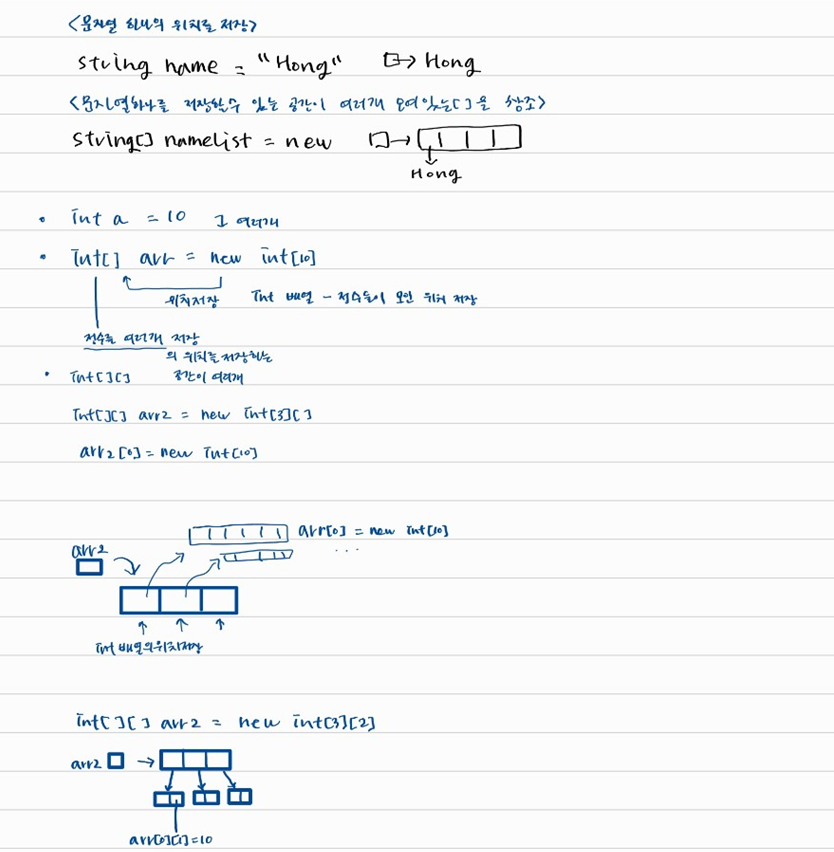 <문자열 하나의 위치를 저장>
string name = "Hong" → Hong
<문자열하나를 저장할수 있는 공간이 여러개 모여있는[]을 참조>
string[] namelist = new →
Hong
• int a = 10 그 여러개
• int[] arr = new int[10]
위치저장 int 배열 - 정수들이 모인 위치 저장
정수를 여러개 저장
의 위치를 저장하는
• int[][] 공간이 여러개
int[][] arr2 = new int[3][]
arr2[0] = new int[10]
arr[0] = new int[10]
arr2 ...
int 배열의 위치저장
int[][] arr2 = new int[3][2]
arr2 →
arr[0][1]=10